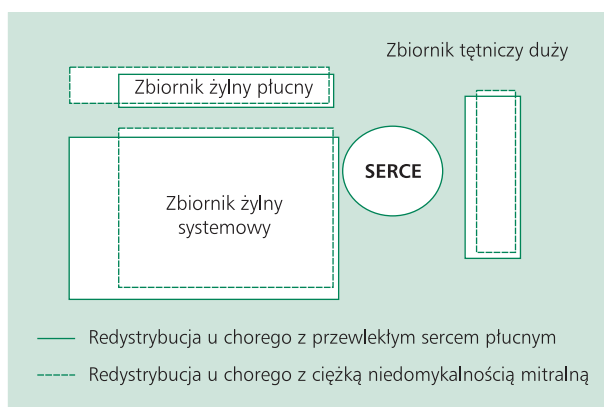 Zbiornik tętniczy duży
Zbiornik żylny płucny
SERCE
Zbiornik żylny
systemowy
Redystrybucja u chorego z przewlekłym sercem płucnym
Redystrybucja u chorego z ciężką niedomykalnością mitralną